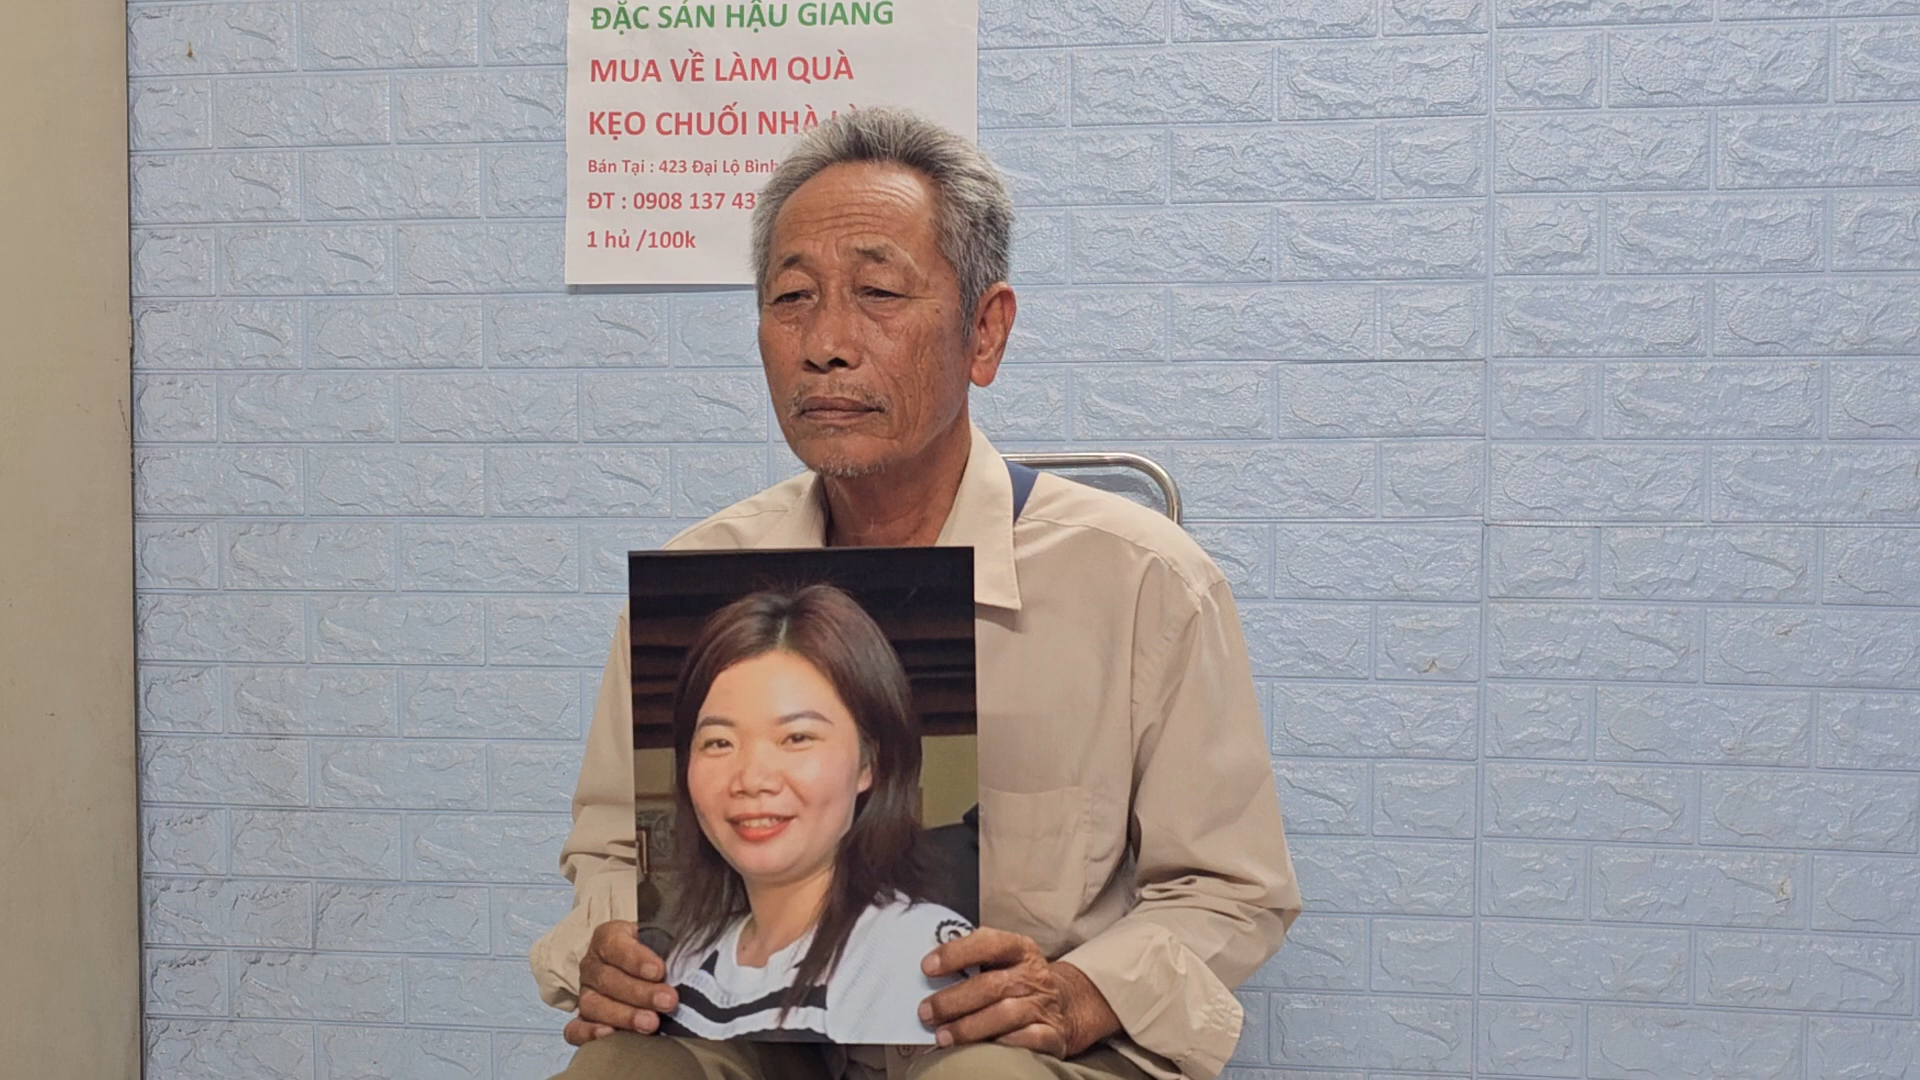 ĐẶC SẢN HẬU GIANG
MUA VỀ LÀM QUÀ
KẸO CHUỐI NHÀ
Bán Tại : 423 Đại Lộ Bình
ĐT : 0908 137 43
1 hủ /100k